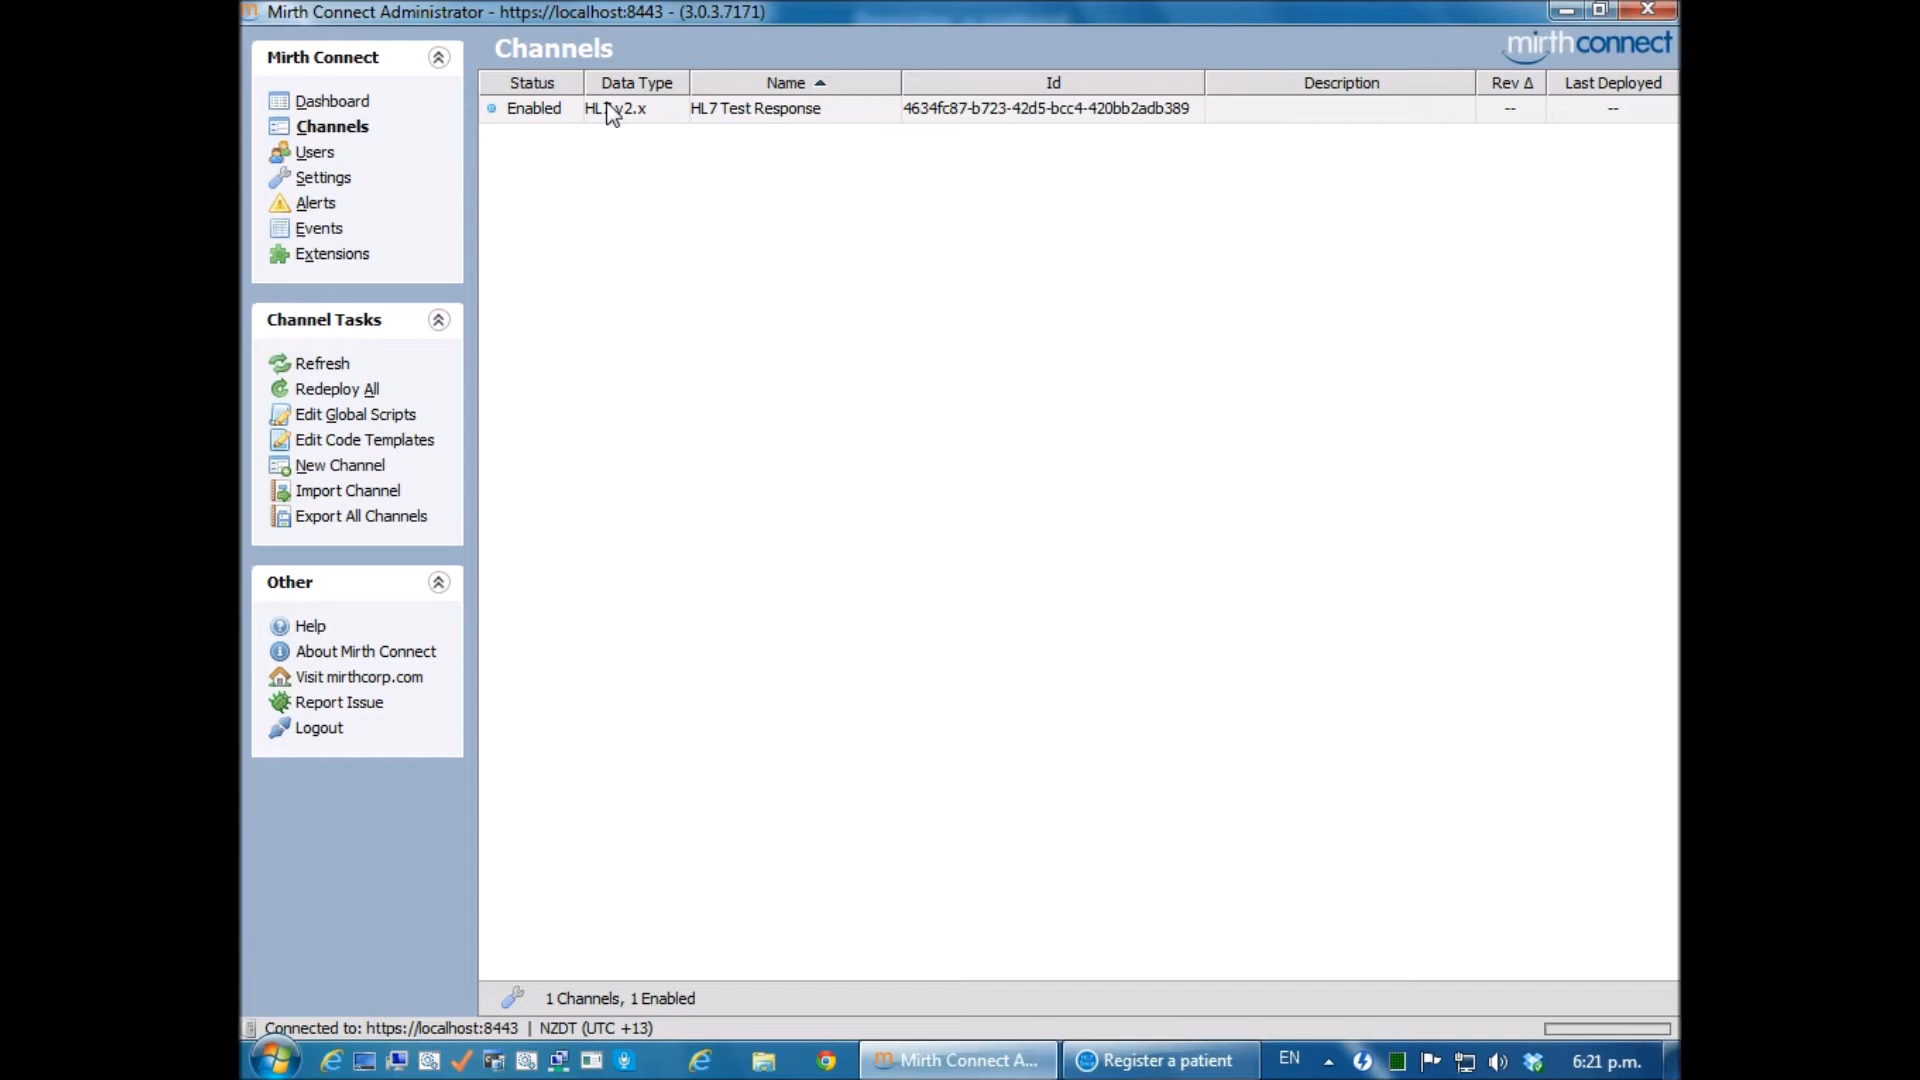 Mirth Connect Administrator - https://localhost:8443 - (3.0.3.7171)
Mirth Connect
Dashboard
Channels
Users
Settings
Alerts
Events
Extensions
Channel Tasks
Refresh
Redeploy All
Edit Global Scripts
Edit Code Templates
New Channel
Import Channel
Export All Channels
Other
Help
About Mirth Connect
Visit mirthcorp.com
Report Issue
Logout
Channels
mirthconnect
Status Data Type Name Id Description Rev Δ Last Deployed
Enabled HL7 v2.x HL7 Test Response 4634fc87-b723-42d5-bcc4-420bb2adb389 -- --
1 Channels, 1 Enabled
Connected to: https://localhost:8443 | NZDT (UTC +13)
Mirth Connect A... Register a patient EN 6:21 p.m.